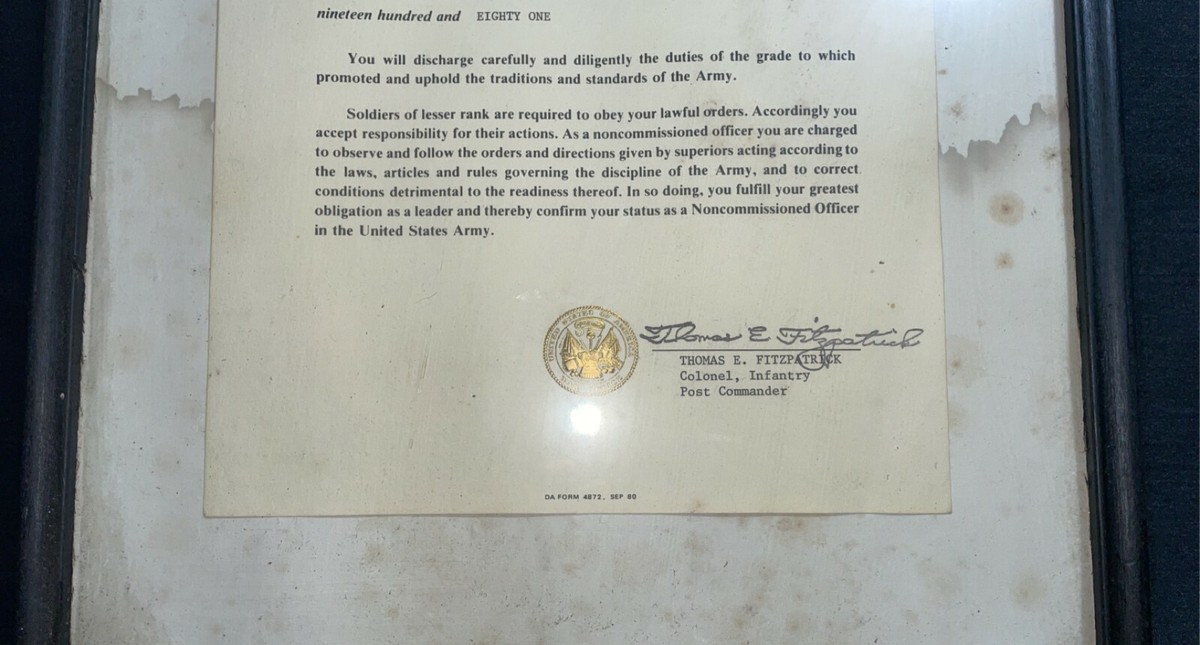 nineteen hundred and EIGHTY ONE
You will discharge carefully and diligently the duties of the grade to which
promoted and uphold the traditions and standards of the Army.
Soldiers of lesser rank are required to obey your lawful orders. Accordingly you
accept responsibility for their actions. As a noncommissioned officer you are charged
to observe and follow the orders and directions given by superiors acting according to
the laws, articles and rules governing the discipline of the Army, and to correct
conditions detrimental to the readiness thereof. In so doing, you fulfill your greatest
obligation as a leader and thereby confirm your status as a Noncommissioned Officer
in the United States Army.
UNITED STATES OF AMERICA
Thomas E Fitzpatrick
THOMAS E. FITZPATRICK
Colonel, Infantry
Post Commander
DA FORM 4872, SEP 80